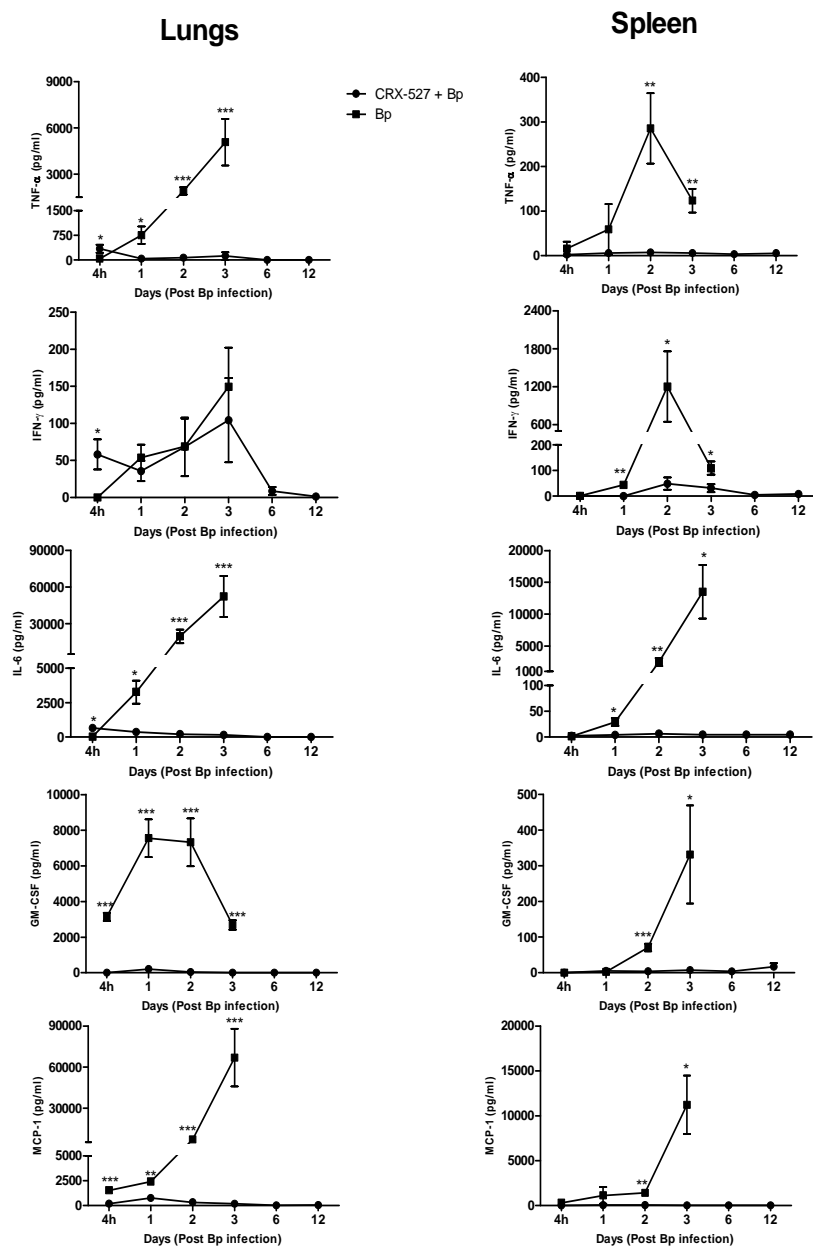 Lungs
Spleen
CRX-527 + Bp
Bp
TNF-α (pg/ml)
9000
6000
3000
1500
750
0
*
*
***
***
4h 1 2 3 6 12
Days (Post Bp infection)
TNF-α (pg/ml)
400
300
200
100
0
**
**
4h 1 2 3 6 12
Days (Post Bp infection)
IFN-γ (pg/ml)
250
200
150
100
50
0
*
4h 1 2 3 6 12
Days (Post Bp infection)
IFN-γ (pg/ml)
2400
1800
1200
600
200
100
0
**
*
*
4h 1 2 3 6 12
Days (Post Bp infection)
IL-6 (pg/ml)
90000
60000
30000
5000
2500
0
*
*
***
***
4h 1 2 3 6 12
Days (Post Bp infection)
IL-6 (pg/ml)
20000
15000
10000
5000
1000
100
50
0
*
**
*
4h 1 2 3 6 12
Days (Post Bp infection)
GM-CSF (pg/ml)
10000
8000
6000
4000
2000
0
***
***
***
***
4h 1 2 3 6 12
Days (Post Bp infection)
GM-CSF (pg/ml)
500
400
300
200
100
0
***
*
4h 1 2 3 6 12
Days (Post Bp infection)
MCP-1 (pg/ml)
90000
60000
30000
5000
2500
0
***
**
***
***
4h 1 2 3 6 12
Days (Post Bp infection)
MCP-1 (pg/ml)
20000
15000
10000
5000
0
**
*
4h 1 2 3 6 12
Days (Post Bp infection)